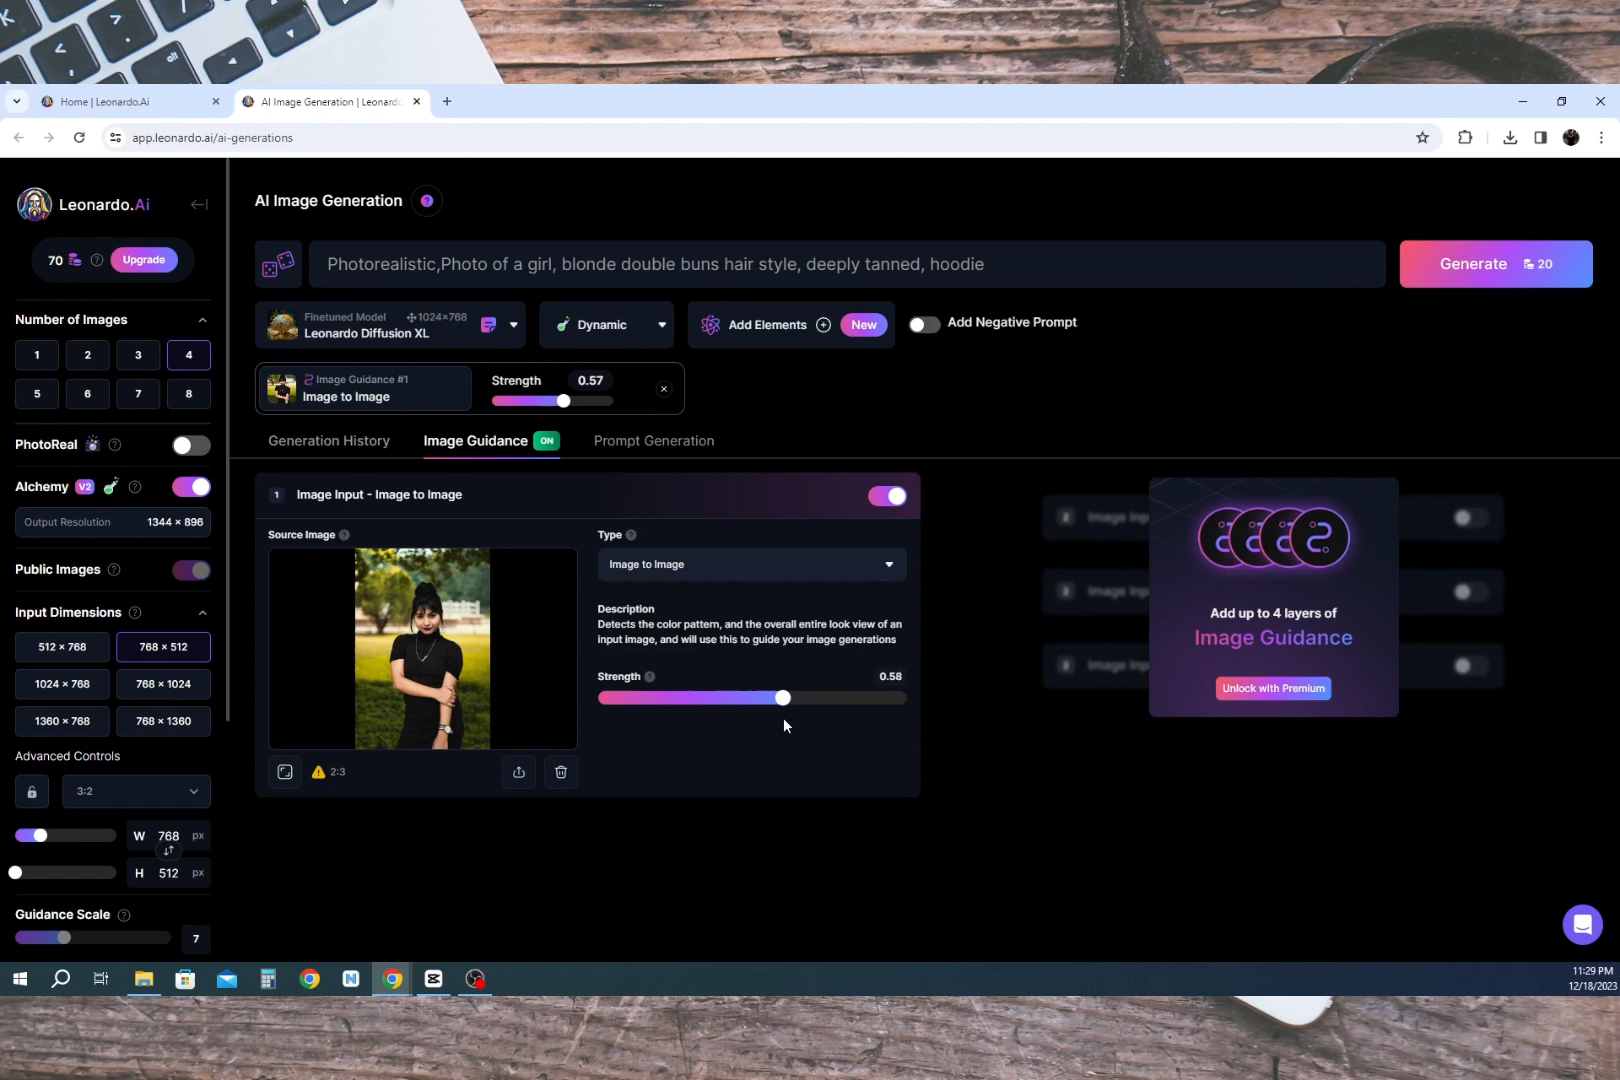 Home | Leonardo.Ai
AI Image Generation | Leonardo
app.leonardo.ai/ai-generations
Leonardo.Ai
70
Upgrade
Number of Images
1 2 3 4
5 6 7 8
PhotoReal
Alchemy V2
Output Resolution 1344 × 896
Public Images
Input Dimensions
512 × 768 768 × 512
1024 × 768 768 × 1024
1360 × 768 768 × 1360
Advanced Controls
3:2
W 768 px
H 512 px
Guidance Scale
7
AI Image Generation
Photorealistic,Photo of a girl, blonde double buns hair style, deeply tanned, hoodie
Generate 20
Finetuned Model 1024×768
Leonardo Diffusion XL
Dynamic
Add Elements New
Add Negative Prompt
Image Guidance #1
Image to Image
Strength 0.57
Generation History
Image Guidance ON
Prompt Generation
1 Image Input - Image to Image
Source Image
2:3
Type
Image to Image
Description
Detects the color pattern, and the overall entire look view of an
input image, and will use this to guide your image generations
Strength 0.58
Image Inp
Image Inp
Image Inp
Add up to 4 layers of
Image Guidance
Unlock with Premium
11:29 PM
12/18/2023